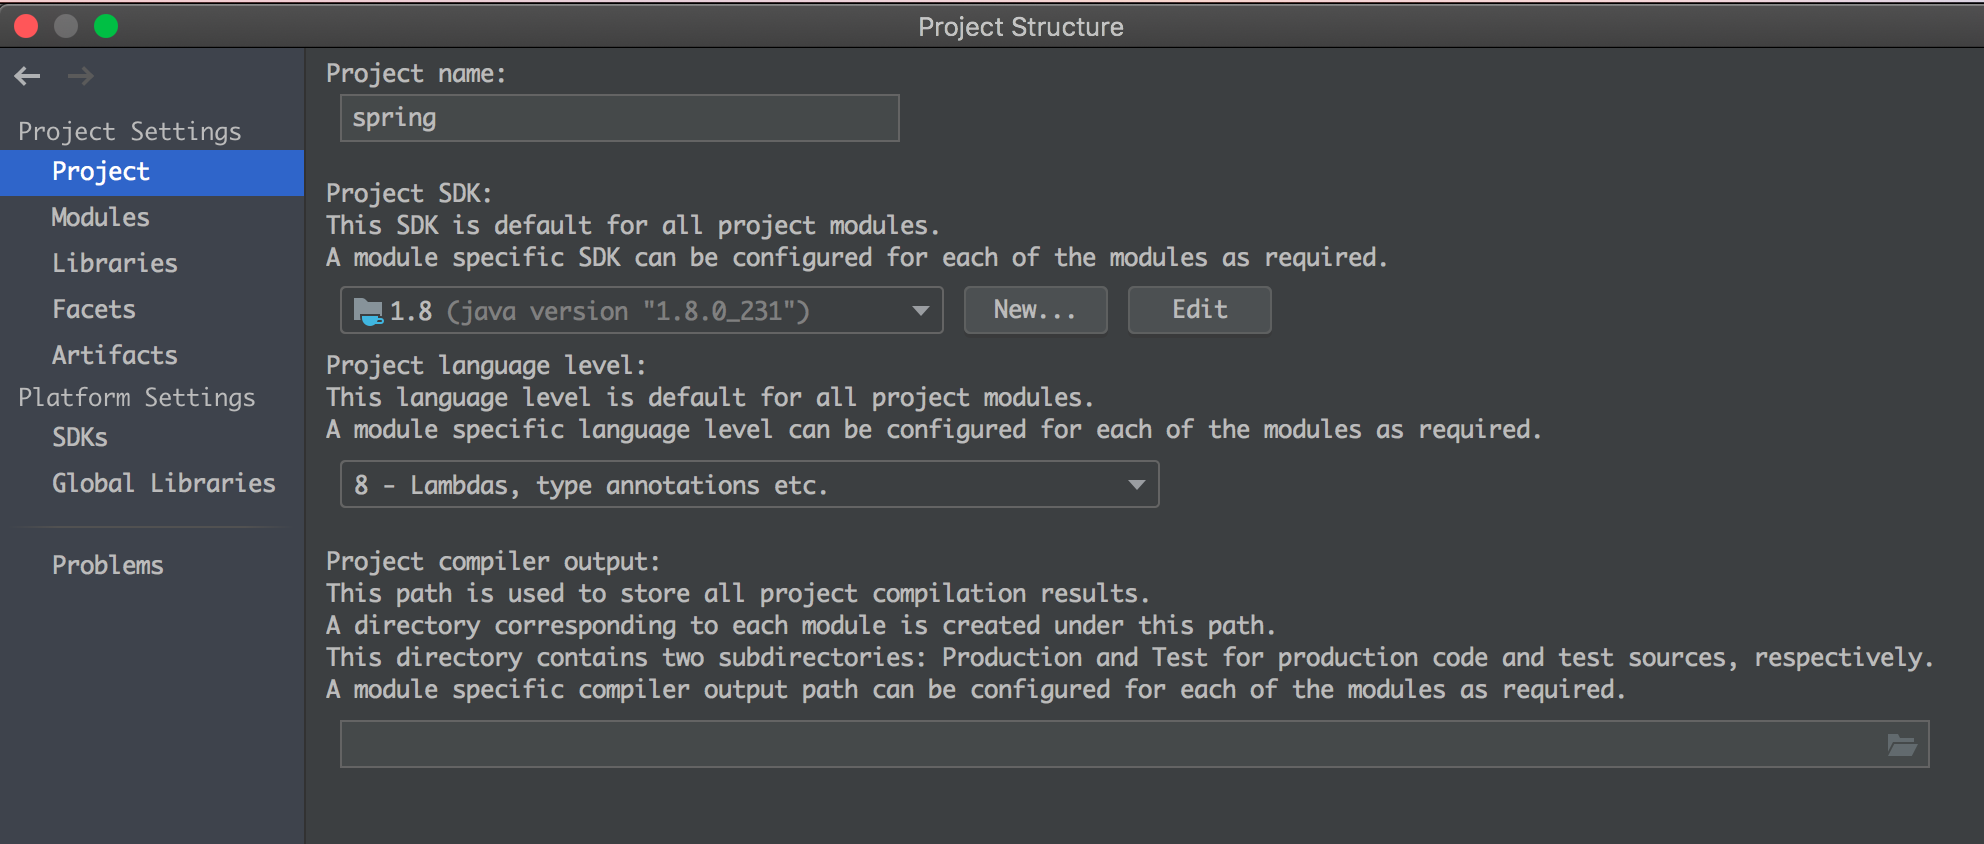 Project Structure
Project Settings
Project
Modules
Libraries
Facets
Artifacts
Platform Settings
SDKs
Global Libraries
Problems
Project name:
spring
Project SDK:
This SDK is default for all project modules.
A module specific SDK can be configured for each of the modules as required.
1.8 (java version "1.8.0_231")
New...
Edit
Project language level:
This language level is default for all project modules.
A module specific language level can be configured for each of the modules as required.
8 - Lambdas, type annotations etc.
Project compiler output:
This path is used to store all project compilation results.
A directory corresponding to each module is created under this path.
This directory contains two subdirectories: Production and Test for production code and test sources, respectively.
A module specific compiler output path can be configured for each of the modules as required.